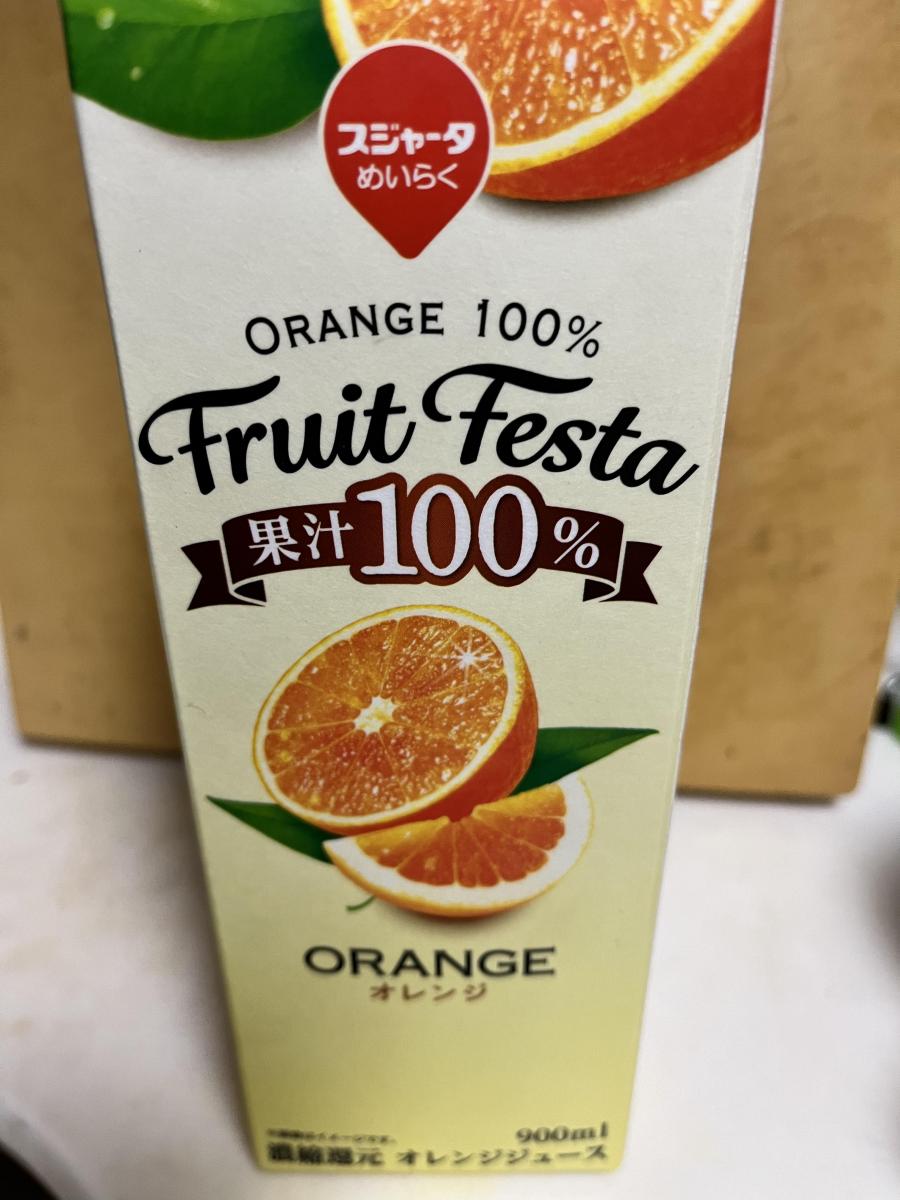 スジャータ
めいらく
ORANGE 100%
Fruit Festa
果汁100%
ORANGE
オレンジ
900ml
濃縮還元 オレンジジュース